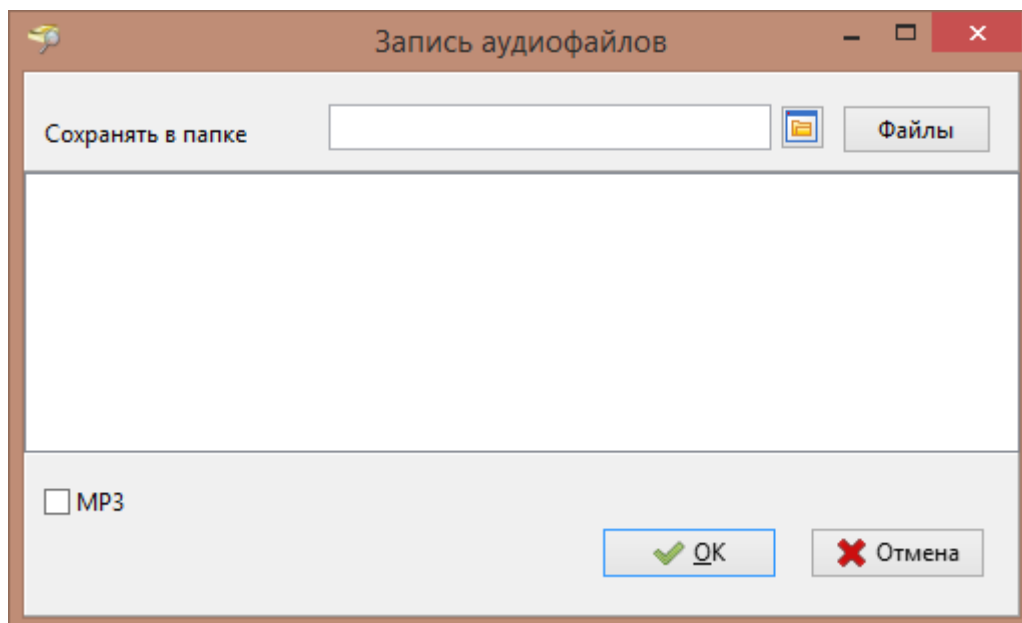 Запись аудиофайлов
Сохранять в папке
Файлы
MP3
OK
Отмена